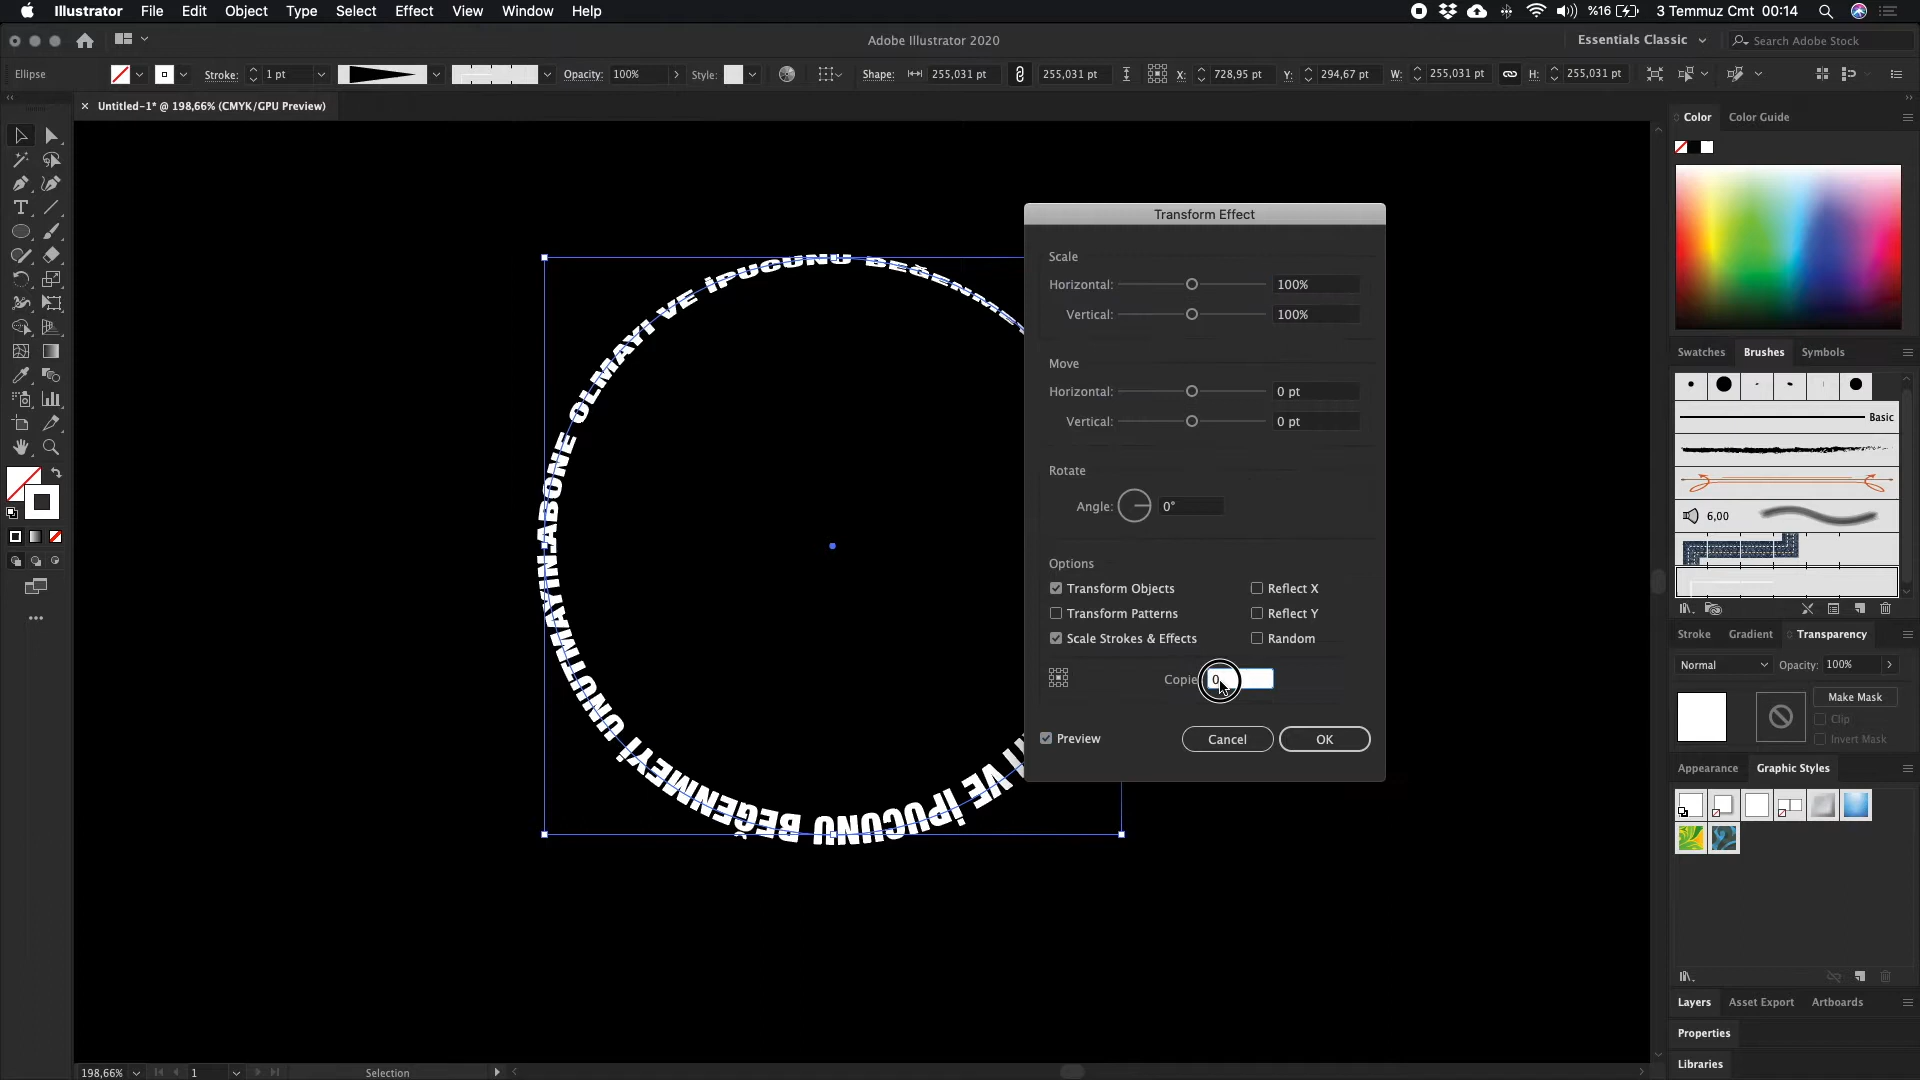 Illustrator File Edit Object Type Select Effect View Window Help %16 3 Temmuz Cmt 00:14
Adobe Illustrator 2020 Essentials Classic Search Adobe Stock
Ellipse Stroke: 1 pt Opacity: 100% Style: Shape: 255,031 pt 255,031 pt X: 728,95 pt Y: 294,67 pt W: 255,031 pt H: 255,031 pt
Untitled-1* @ 198,66% (CMYK/GPU Preview)
Color Color Guide
Transform Effect
Scale
Horizontal: 100%
Vertical: 100%
Move
Horizontal: 0 pt
Vertical: 0 pt
Rotate
Angle: 0°
Options
Transform Objects Reflect X
Transform Patterns Reflect Y
Scale Strokes & Effects Random
Copie 0
Preview Cancel OK
ABONE OLMAYI VE İPUCUNU
VE İPUCUNU BEĞENMEYİ UNUTMAYIN
Swatches Brushes Symbols
Basic
6,00
Stroke Gradient Transparency
Normal Opacity: 100%
Make Mask
Clip
Invert Mask
Appearance Graphic Styles
Layers Asset Export Artboards
Properties
Libraries
198,66% 1 Selection